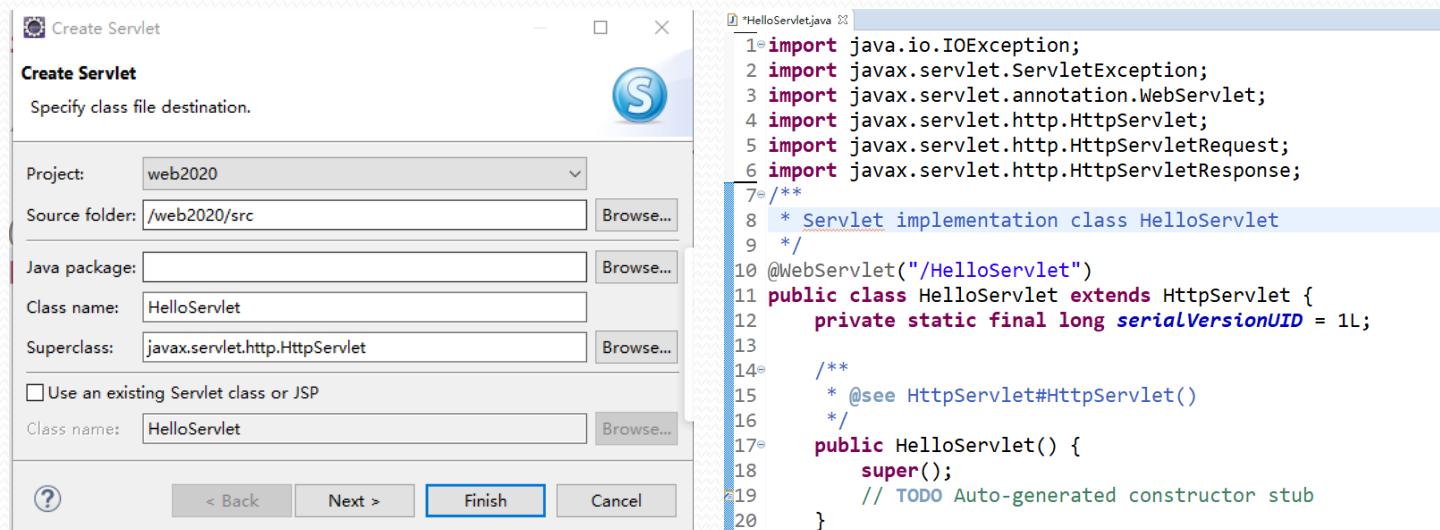 Create Servlet
Create Servlet
Specify class file destination.
Project: web2020
Source folder: /web2020/src Browse...
Java package: Browse...
Class name: HelloServlet
Superclass: javax.servlet.http.HttpServlet Browse...
Use an existing Servlet class or JSP
Class name: HelloServlet Browse...
? < Back Next > Finish Cancel
*HelloServlet.java
1 import java.io.IOException;
2 import javax.servlet.ServletException;
3 import javax.servlet.annotation.WebServlet;
4 import javax.servlet.http.HttpServlet;
5 import javax.servlet.http.HttpServletRequest;
6 import javax.servlet.http.HttpServletResponse;
7 /**
8  * Servlet implementation class HelloServlet
9  */
10 @WebServlet("/HelloServlet")
11 public class HelloServlet extends HttpServlet {
12     private static final long serialVersionUID = 1L;
13
14     /**
15      * @see HttpServlet#HttpServlet()
16      */
17     public HelloServlet() {
18         super();
19         // TODO Auto-generated constructor stub
20     }